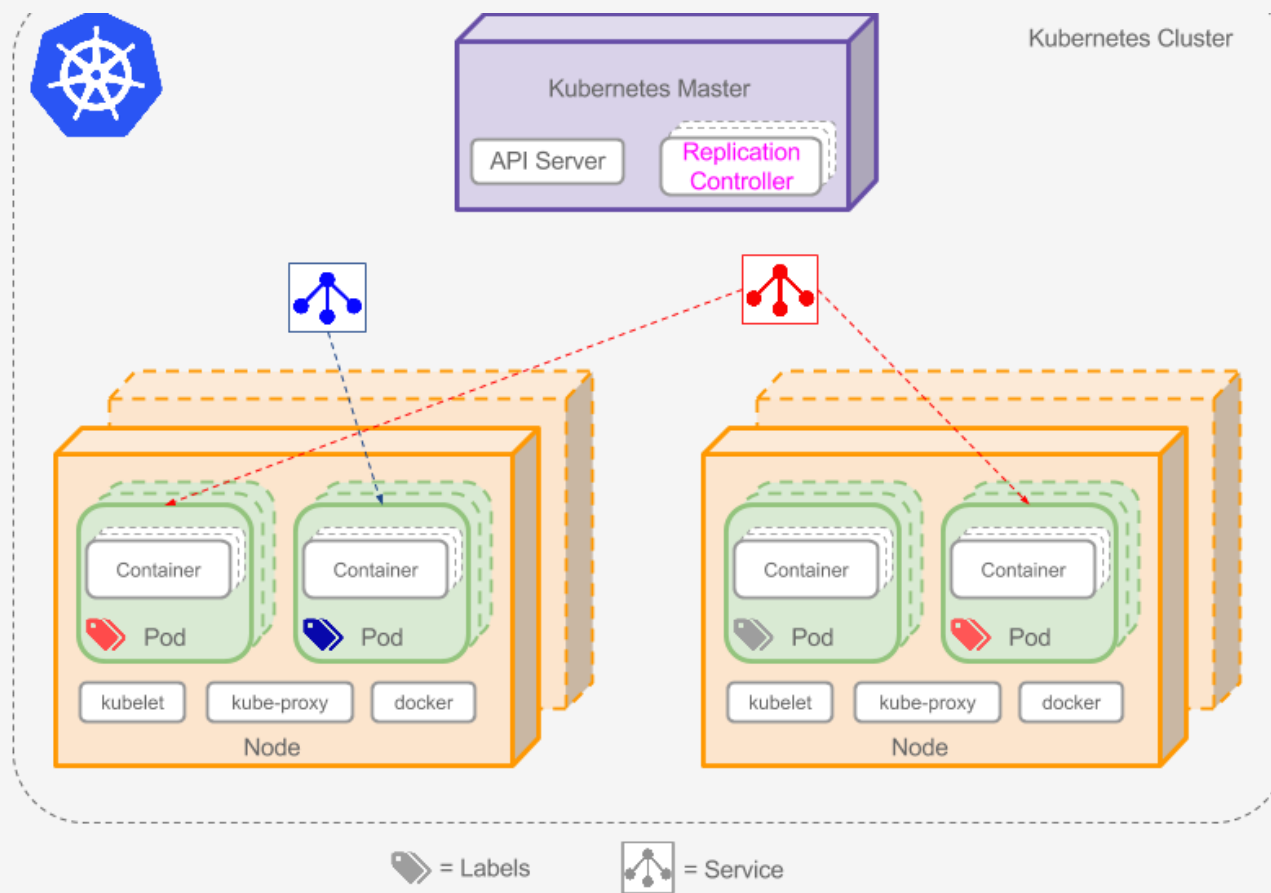 Kubernetes Cluster
Kubernetes Master
API Server
Replication
Controller
Container
Container
Pod
Pod
kubelet
kube-proxy
docker
Node
Container
Container
Pod
Pod
kubelet
kube-proxy
docker
Node
= Labels
= Service